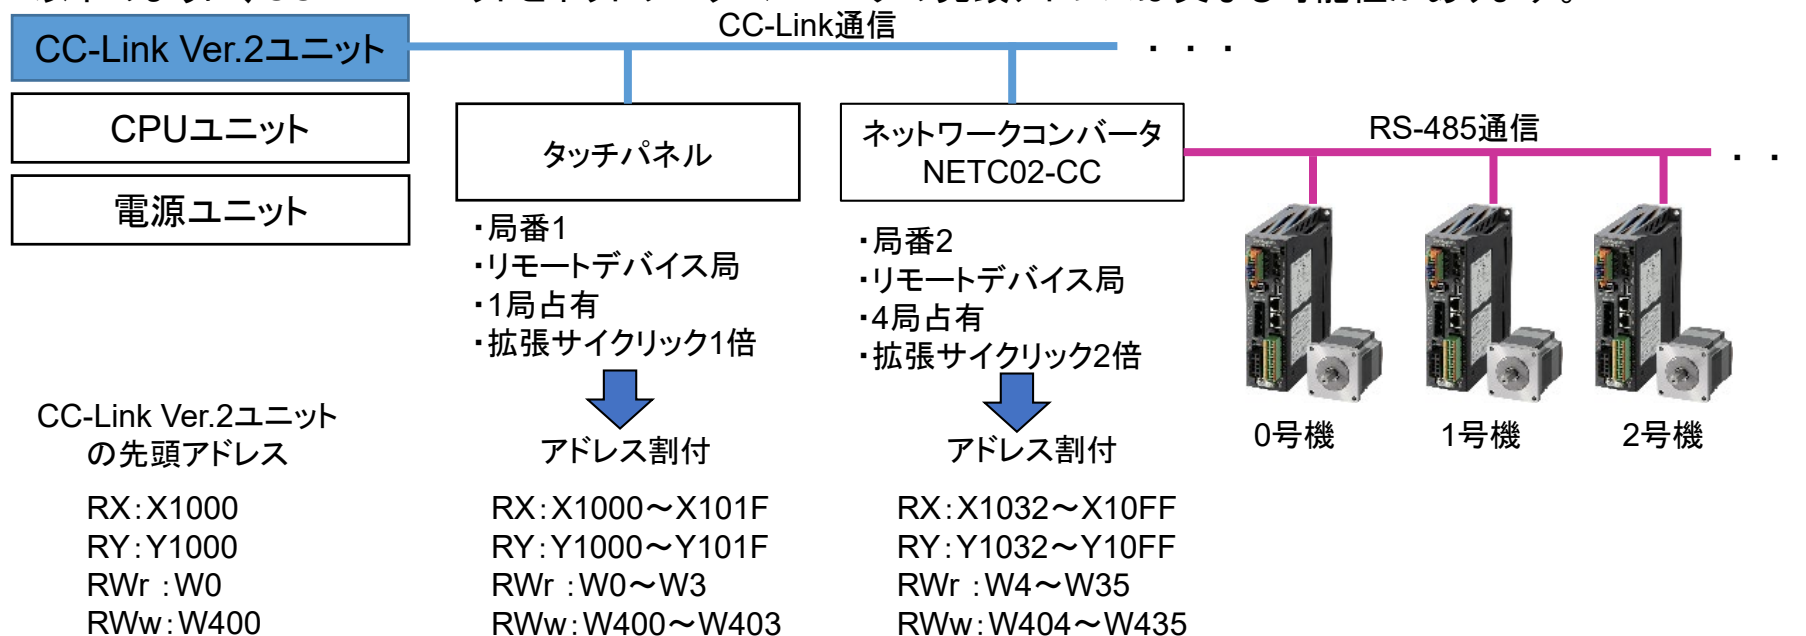 CC-Link通信
CC-Link Ver.2ユニット
・・・
CPUユニット
電源ユニット
タッチパネル
ネットワークコンバータ
NETC02-CC
RS-485通信
・・
・局番1
・リモートデバイス局
・1局占有
・拡張サイクリック1倍
・局番2
・リモートデバイス局
・4局占有
・拡張サイクリック2倍
0号機
1号機
2号機
CC-Link Ver.2ユニット
の先頭アドレス
RX：X1000
RY：Y1000
RWr：W0
RWw：W400
アドレス割付
RX：X1000～X101F
RY：Y1000～Y101F
RWr：W0～W3
RWw：W400～W403
アドレス割付
RX：X1032～X10FF
RY：Y1032～Y10FF
RWr：W4～W35
RWw：W404～W435